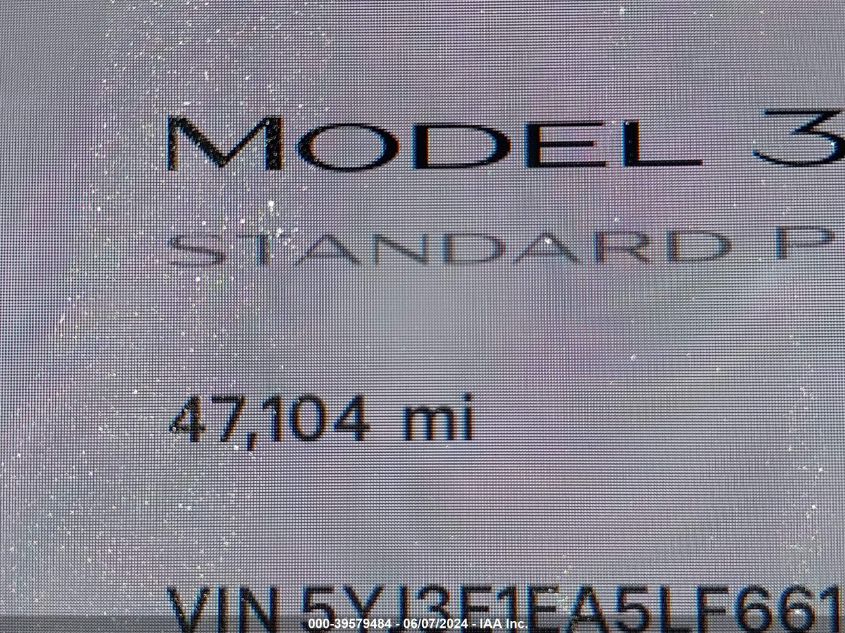 MODEL 3
STANDARD P
47,104 mi
VIN 5YJ3E1EA5LF661
000-39579484 - 06/07/2024 - IAA Inc.